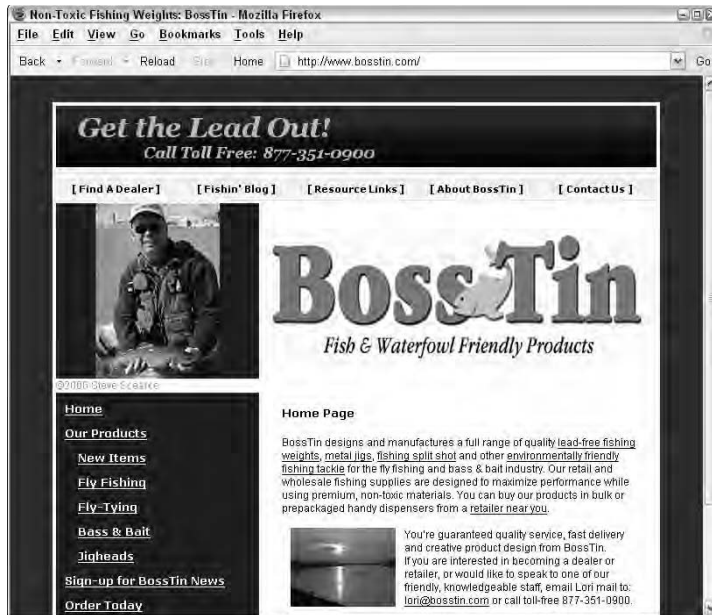 Non-Toxic Fishing Weights: BossTin - Mozilla Firefox
File Edit View Go Bookmarks Tools Help
Back Forward Reload Stop Home http://www.bosstin.com/ Go
Get the Lead Out!
Call Toll Free: 877-351-0900
[ Find A Dealer ] [ Fishin' Blog ] [ Resource Links ] [ About BossTin ] [ Contact Us ]
BossTin
Fish & Waterfowl Friendly Products
©2006 Steve Scearce
Home
Our Products
New Items
Fly Fishing
Fly-Tying
Bass & Bait
Jigheads
Sign-up for BossTin News
Order Today
Home Page
BossTin designs and manufactures a full range of quality lead-free fishing
weights, metal jigs, fishing split shot and other environmentally friendly
fishing tackle for the fly fishing and bass & bait industry. Our retail and
wholesale fishing supplies are designed to maximize performance while
using premium, non-toxic materials. You can buy our products in bulk or
prepackaged handy dispensers from a retailer near you.
You're guaranteed quality service, fast delivery
and creative product design from BossTin.
If you are interested in becoming a dealer or
retailer, or would like to speak to one of our
friendly, knowledgeable staff, email Lori mail to:
lori@bosstin.com or call toll-free 877-351-0900.